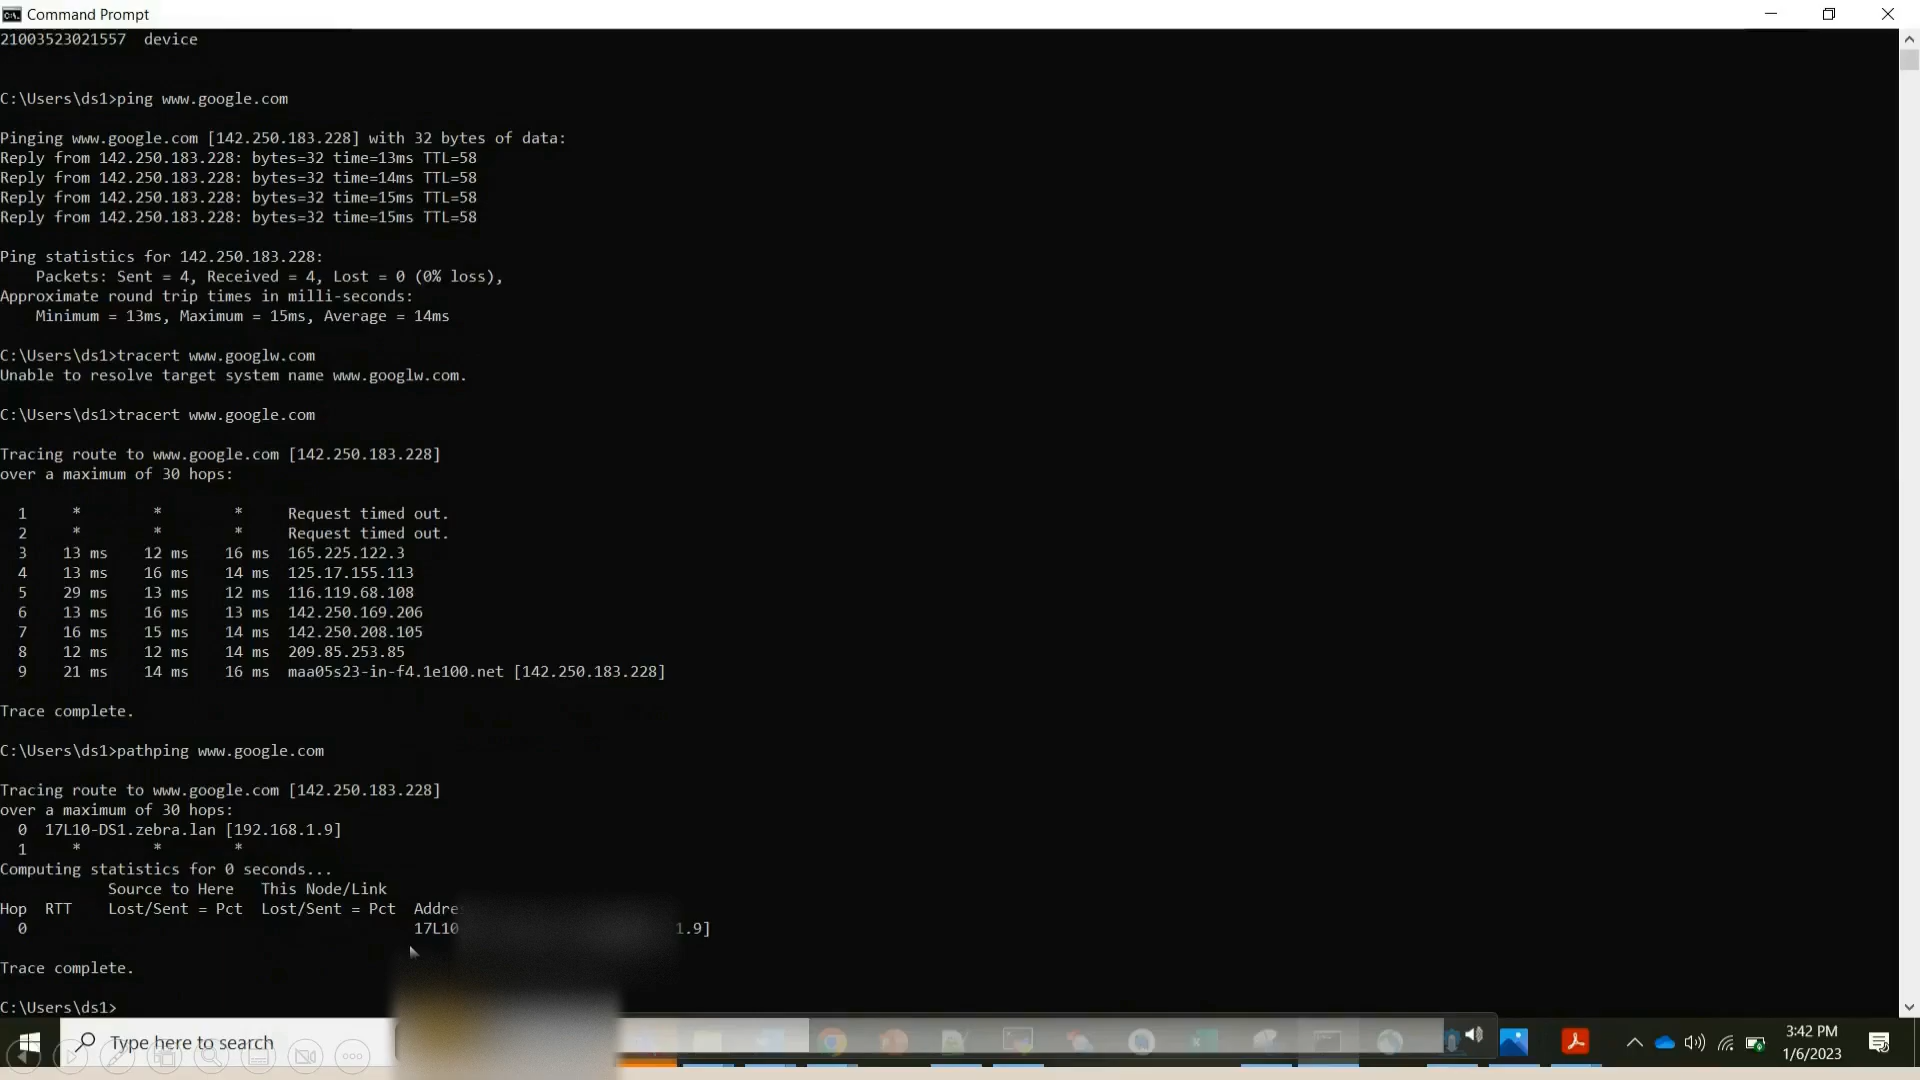 Command Prompt
21003523021557  device
C:\Users\ds1>ping www.google.com
Pinging www.google.com [142.250.183.228] with 32 bytes of data:
Reply from 142.250.183.228: bytes=32 time=13ms TTL=58
Reply from 142.250.183.228: bytes=32 time=14ms TTL=58
Reply from 142.250.183.228: bytes=32 time=15ms TTL=58
Reply from 142.250.183.228: bytes=32 time=15ms TTL=58
Ping statistics for 142.250.183.228:
    Packets: Sent = 4, Received = 4, Lost = 0 (0% loss),
Approximate round trip times in milli-seconds:
    Minimum = 13ms, Maximum = 15ms, Average = 14ms
C:\Users\ds1>tracert www.googlw.com
Unable to resolve target system name www.googlw.com.
C:\Users\ds1>tracert www.google.com
Tracing route to www.google.com [142.250.183.228]
over a maximum of 30 hops:
  1     *        *        *     Request timed out.
  2     *        *        *     Request timed out.
  3    13 ms    12 ms    16 ms  165.225.122.3
  4    13 ms    16 ms    14 ms  125.17.155.113
  5    29 ms    13 ms    12 ms  116.119.68.108
  6    13 ms    16 ms    13 ms  142.250.169.206
  7    16 ms    15 ms    14 ms  142.250.208.105
  8    12 ms    12 ms    14 ms  209.85.253.85
  9    21 ms    14 ms    16 ms  maa05s23-in-f4.1e100.net [142.250.183.228]
Trace complete.
C:\Users\ds1>pathping www.google.com
Tracing route to www.google.com [142.250.183.228]
over a maximum of 30 hops:
  0  17L10-DS1.zebra.lan [192.168.1.9]
  1     *        *        *
Computing statistics for 0 seconds...
            Source to Here   This Node/Link
Hop  RTT    Lost/Sent = Pct  Lost/Sent = Pct  Addre
  0                                           17L10 1.9]
Trace complete.
C:\Users\ds1>
Type here to search
3:42 PM
1/6/2023